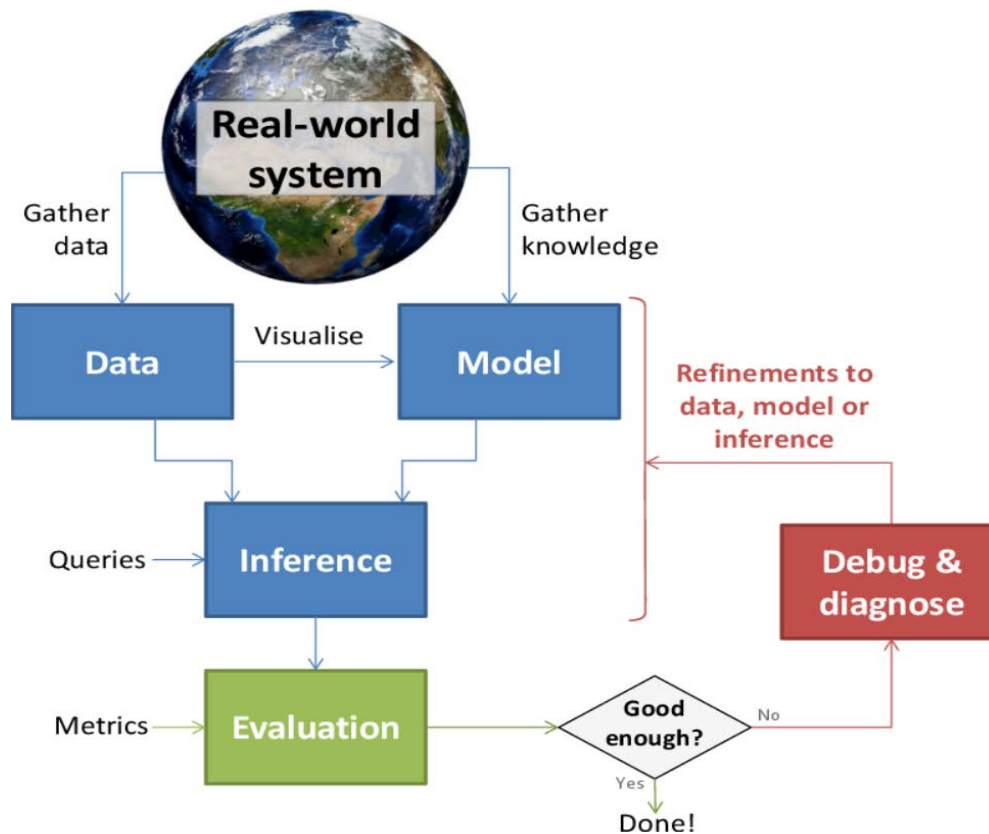 Real-world
system
Gather
data
Gather
knowledge
Data
Visualise
Model
Refinements to
data, model or
inference
Queries
Inference
Debug &
diagnose
Metrics
Evaluation
Good
enough?
No
Yes
Done!